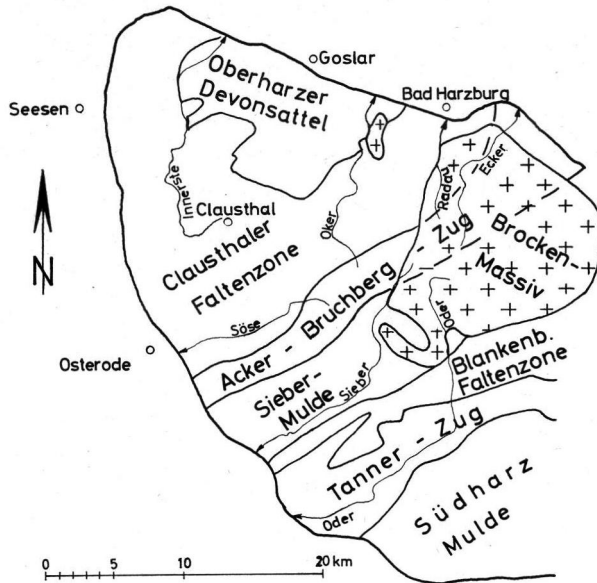 Goslar
Oberharzer
Devonsattel
Bad Harzburg
Seesen
Innerste
Clausthal
Oker
Radau
Ecker
Clausthaler
Faltenzone
Brocken-
Massiv
N
Acker - Bruchberg - Zug
Söse
Oder
Osterode
Sieber-
Mulde
Sieber
Blankenb.
Faltenzone
Tanner - Zug
Oder
Südharz
Mulde
0 5 10 20 km